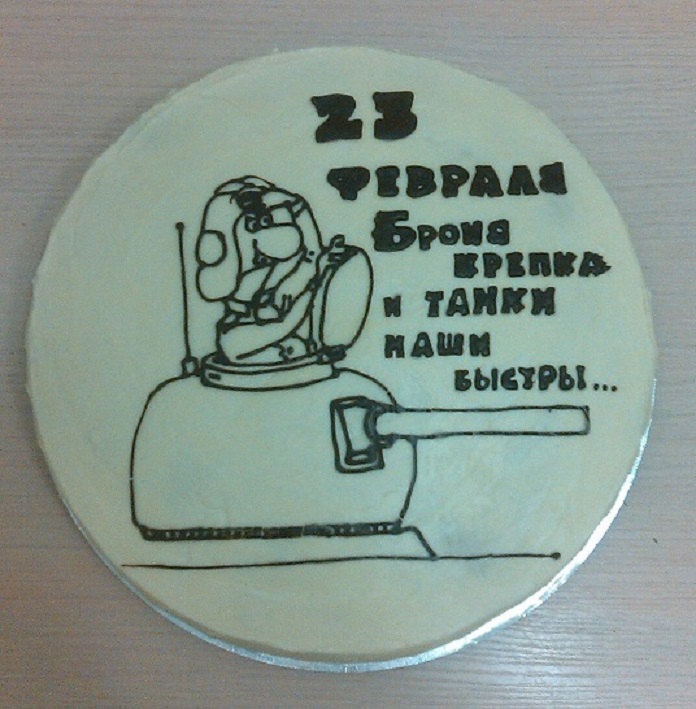 23
ФЕВРАЛЯ
БРОНЯ
КРЕПКА
И ТАНКИ
НАШИ
БЫСТРЫ...